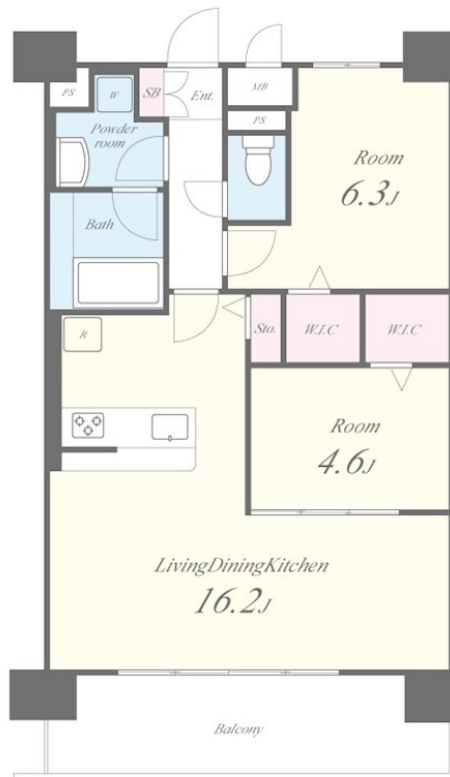 PS
W
SB
Ent.
MB
PS
Powder
room
Room
6.3J
Bath
R
Sto.
W.I.C
W.I.C
Room
4.6J
LivingDiningKitchen
16.2J
Balcony